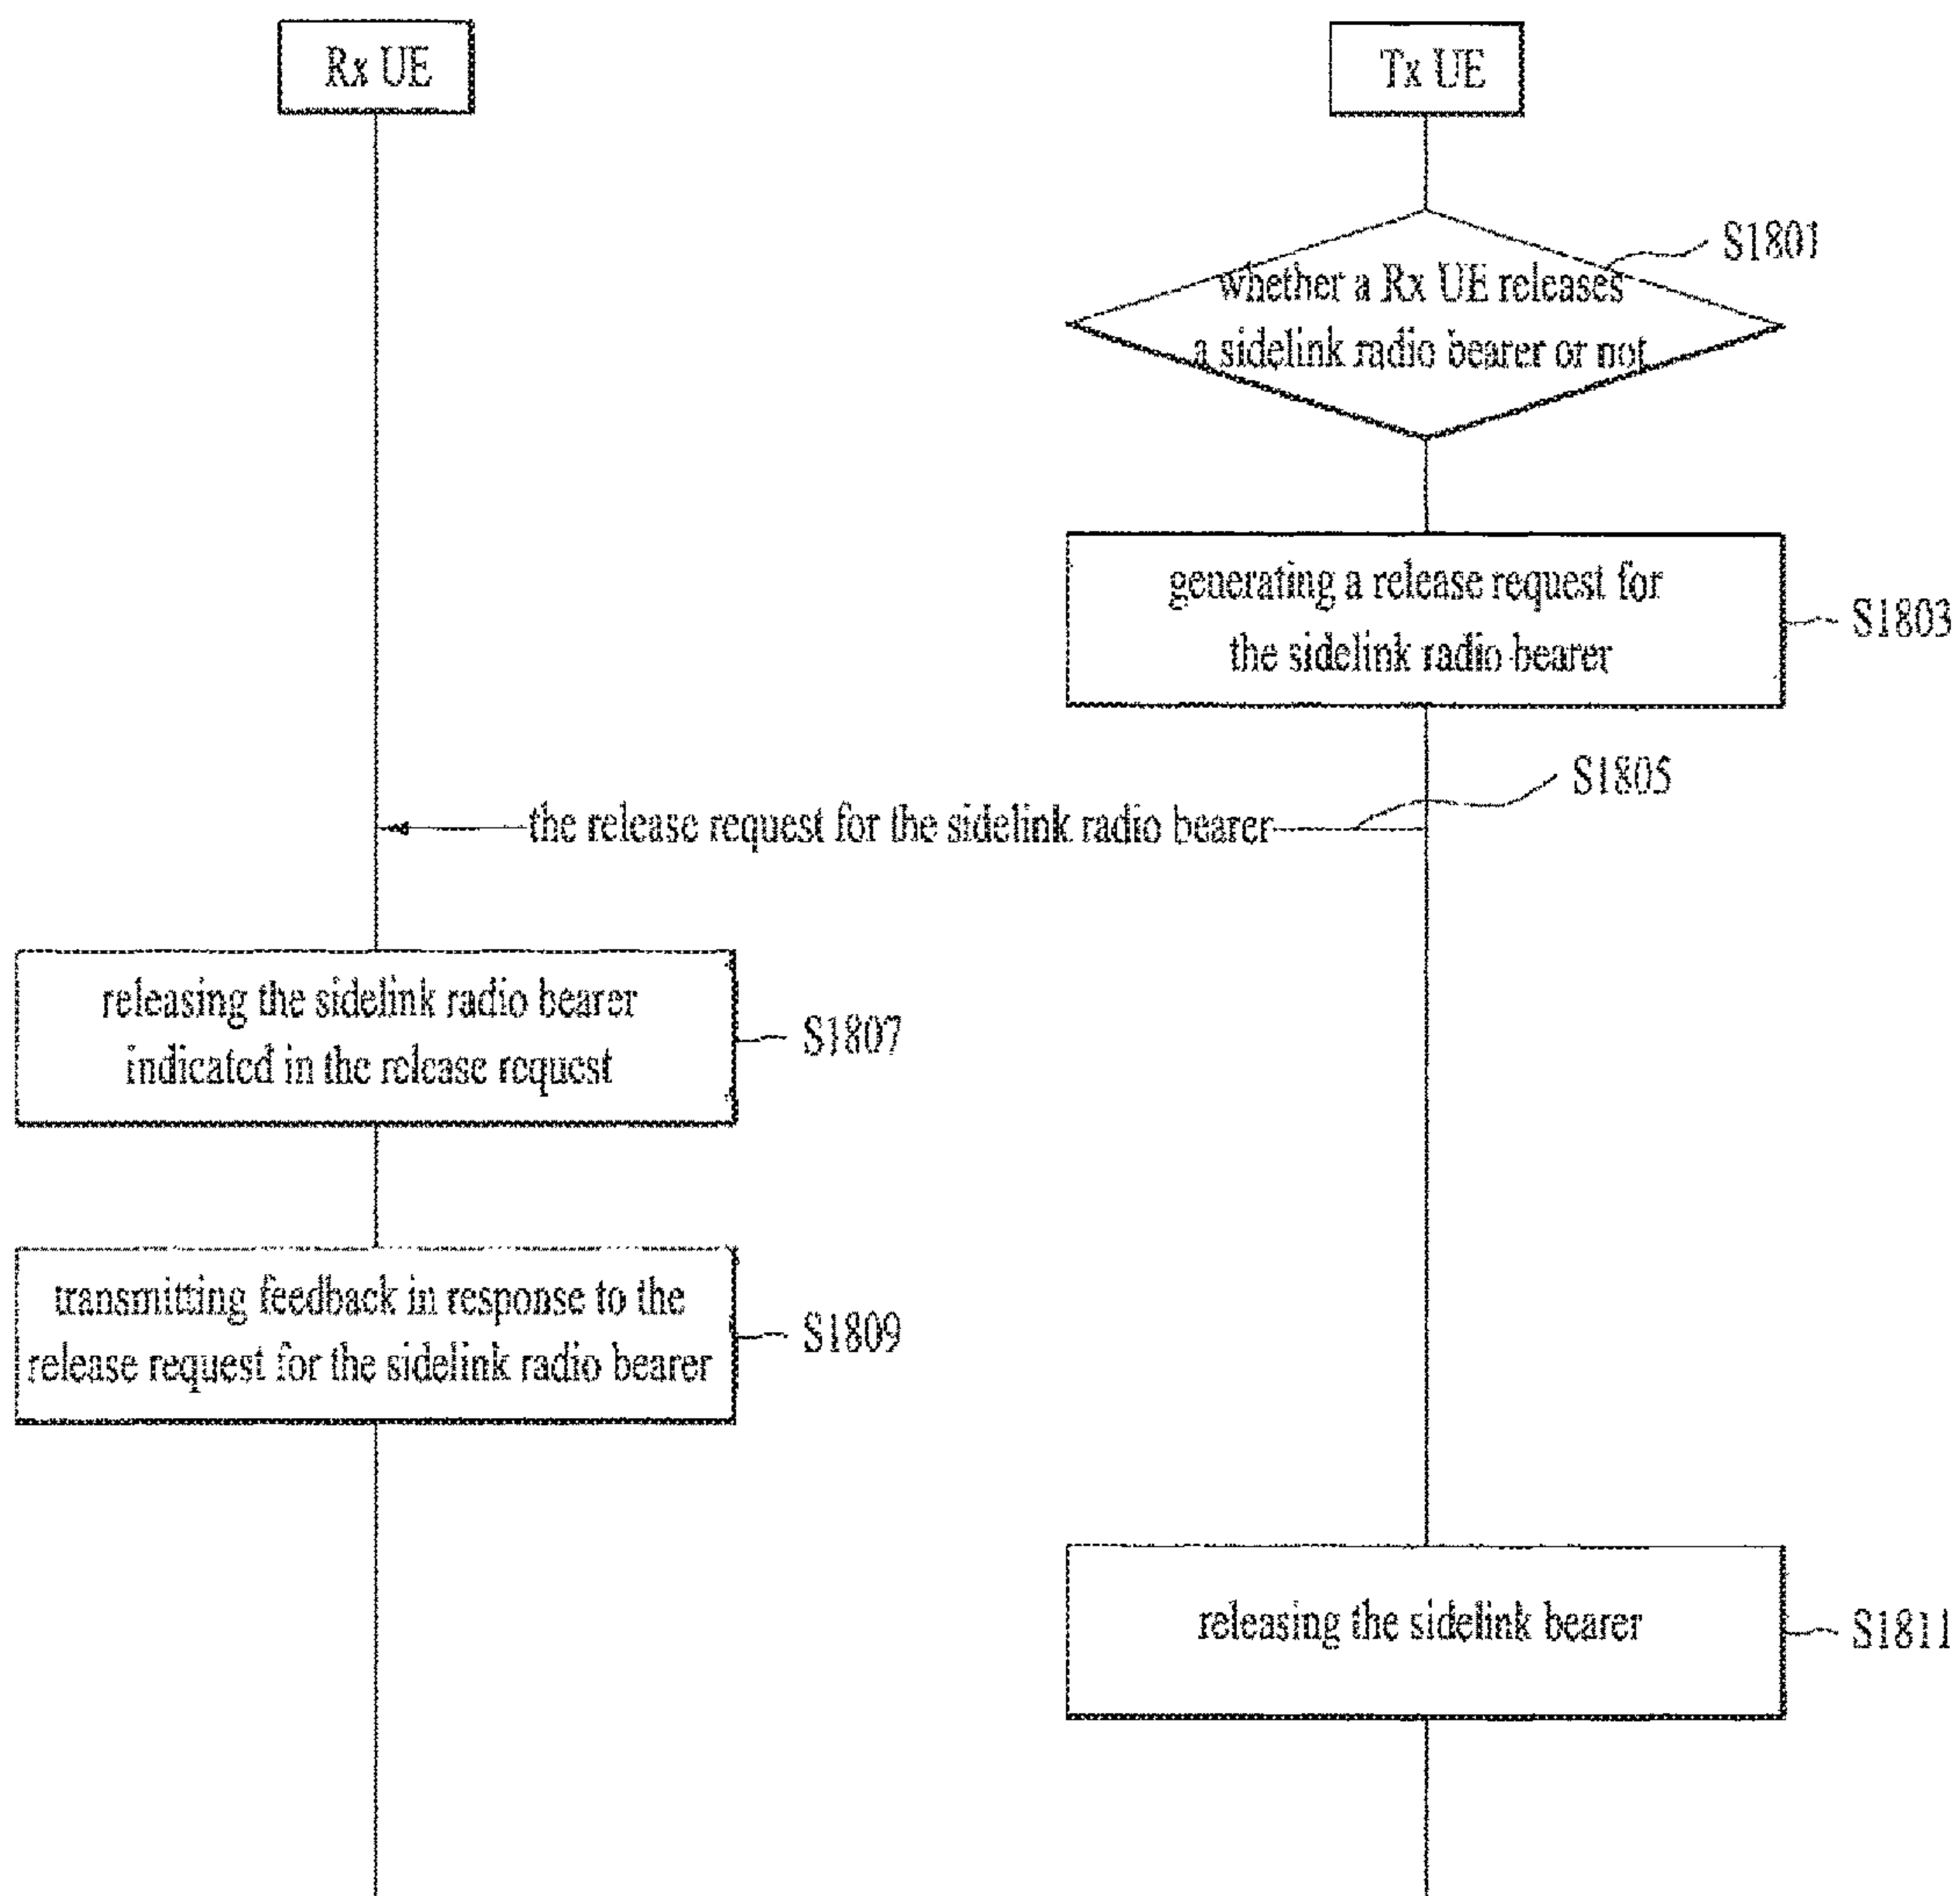 Rx UE
Tx UE
S1801
whether a Rx UE releases
a sidelink radio bearer or not
generating a release request for
the sidelink radio bearer
S1803
S1805
the release request for the sidelink radio bearer
releasing the sidelink radio bearer
indicated in the release request
S1807
transmitting feedback in response to the
release request for the sidelink radio bearer
S1809
releasing the sidelink bearer
S1811